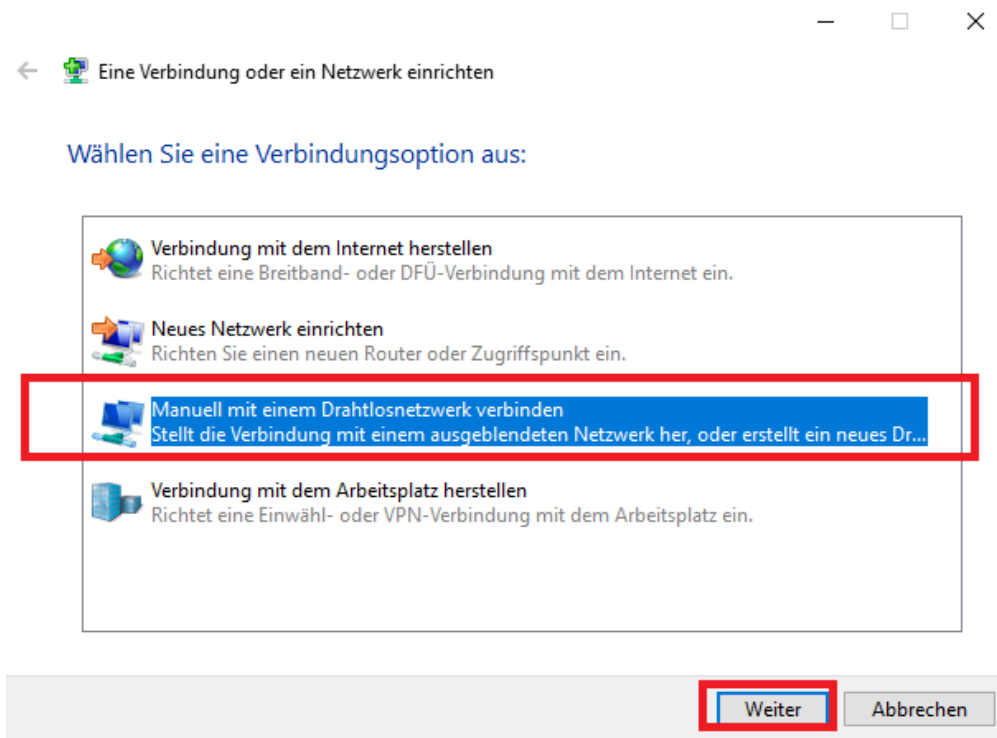 Eine Verbindung oder ein Netzwerk einrichten
Wählen Sie eine Verbindungsoption aus:
Verbindung mit dem Internet herstellen
Richtet eine Breitband- oder DFÜ-Verbindung mit dem Internet ein.
Neues Netzwerk einrichten
Richten Sie einen neuen Router oder Zugriffspunkt ein.
Manuell mit einem Drahtlosnetzwerk verbinden
Stellt die Verbindung mit einem ausgeblendeten Netzwerk her, oder erstellt ein neues Dr...
Verbindung mit dem Arbeitsplatz herstellen
Richtet eine Einwähl- oder VPN-Verbindung mit dem Arbeitsplatz ein.
Weiter
Abbrechen